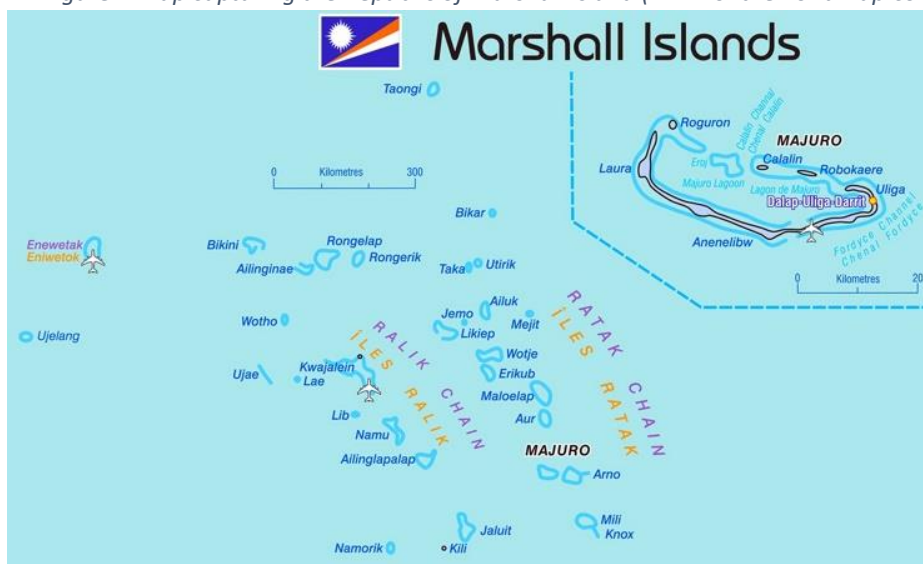 Marshall Islands
Taongi
0 Kilometres 300
Bikar
Enewetak
Eniwetok
Bikini
Rongelap
Ailinginae
Rongerik
Taka
Utirik
Ujelang
Wotho
Jemo
Ailuk
Likiep
Mejit
Ujae
Kwajalein
Lae
Wotje
Erikub
Maloelap
Lib
Aur
Namu
Ailinglapalap
MAJURO
Arno
Jaluit
Mili
Knox
Namorik
Kili
RALIK CHAIN
ÎLES RALIK
RATAK CHAIN
ÎLES RATAK
Roguron
Calalin Channel
Chenal Calalin
MAJURO
Laura
Eroj
Calalin
Robokaere
Majuro Lagoon
Lagon de Majuro
Uliga
Dalap-Uliga-Darrit
Anenelibw
Fordyce Channel
Chenal Fordyce
0 Kilometres 20